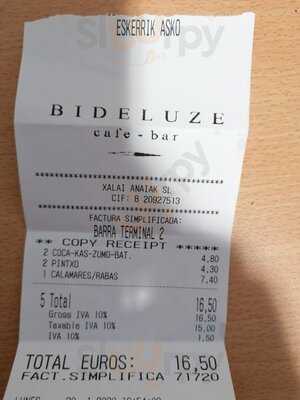 ESKERRIK ASKO
BIDELUZE
cafe - bar
********************************
XALAI ANAIAK SL
CIF: B 20927513
********************************
FACTURA SIMPLIFICADA:
BARRA TERMINAL 2
** COPY RECEIPT *****
2 COCA-KAS-ZUMO-BAT. 4,80
2 PINTXO 4,30
1 CALAMARES/RABAS 7,40
5 Total 16,50
Gross IVA 10% 16,50
Taxable IVA 10% 15,00
IVA 10% 1,50
TOTAL EUROS: 16,50
FACT.SIMPLIFICA 71720
LUNES